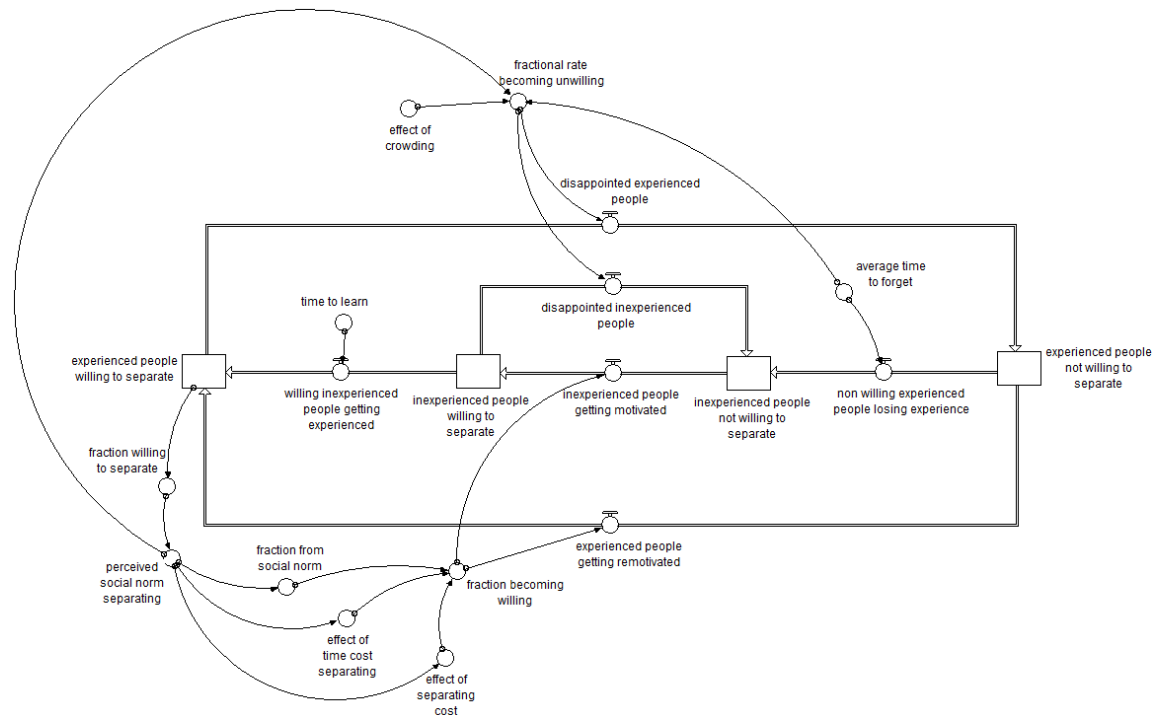 fractional rate
becoming unwilling
effect of
crowding
disappointed experienced
people
average time
to forget
time to learn
disappointed inexperienced
people
experienced people
willing to separate
experienced people
not willing to
separate
willing inexperienced
people getting
experienced
inexperienced people
willing to
separate
inexperienced people
getting motivated
inexperienced people
not willing to
separate
non willing experienced
people losing experience
fraction willing
to separate
experienced people
getting remotivated
fraction from
social norm
perceived
social norm
separating
fraction becoming
willing
effect of
time cost
separating
effect of
separating
cost